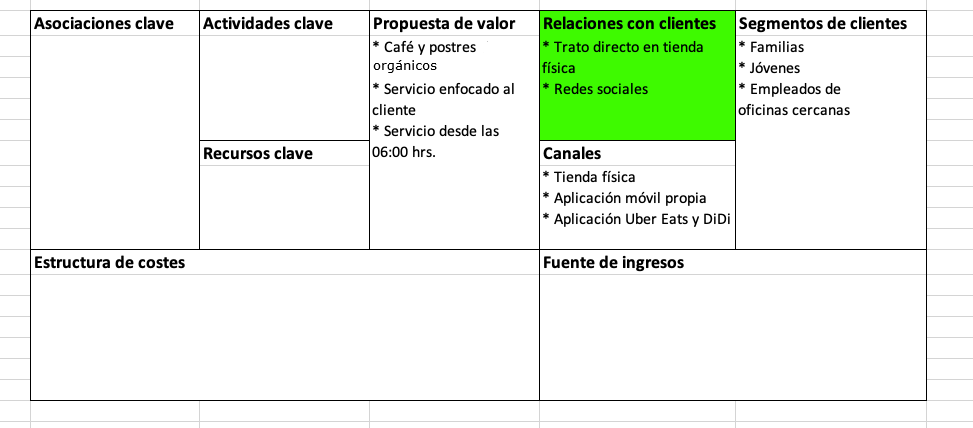 Asociaciones clave
Actividades clave
Recursos clave
Propuesta de valor
* Café y postres
orgánicos
* Servicio enfocado al
cliente
* Servicio desde las
06:00 hrs.
Relaciones con clientes
* Trato directo en tienda
física
* Redes sociales
Canales
* Tienda física
* Aplicación móvil propia
* Aplicación Uber Eats y DiDi
Segmentos de clientes
* Familias
* Jóvenes
* Empleados de
oficinas cercanas
Estructura de costes
Fuente de ingresos